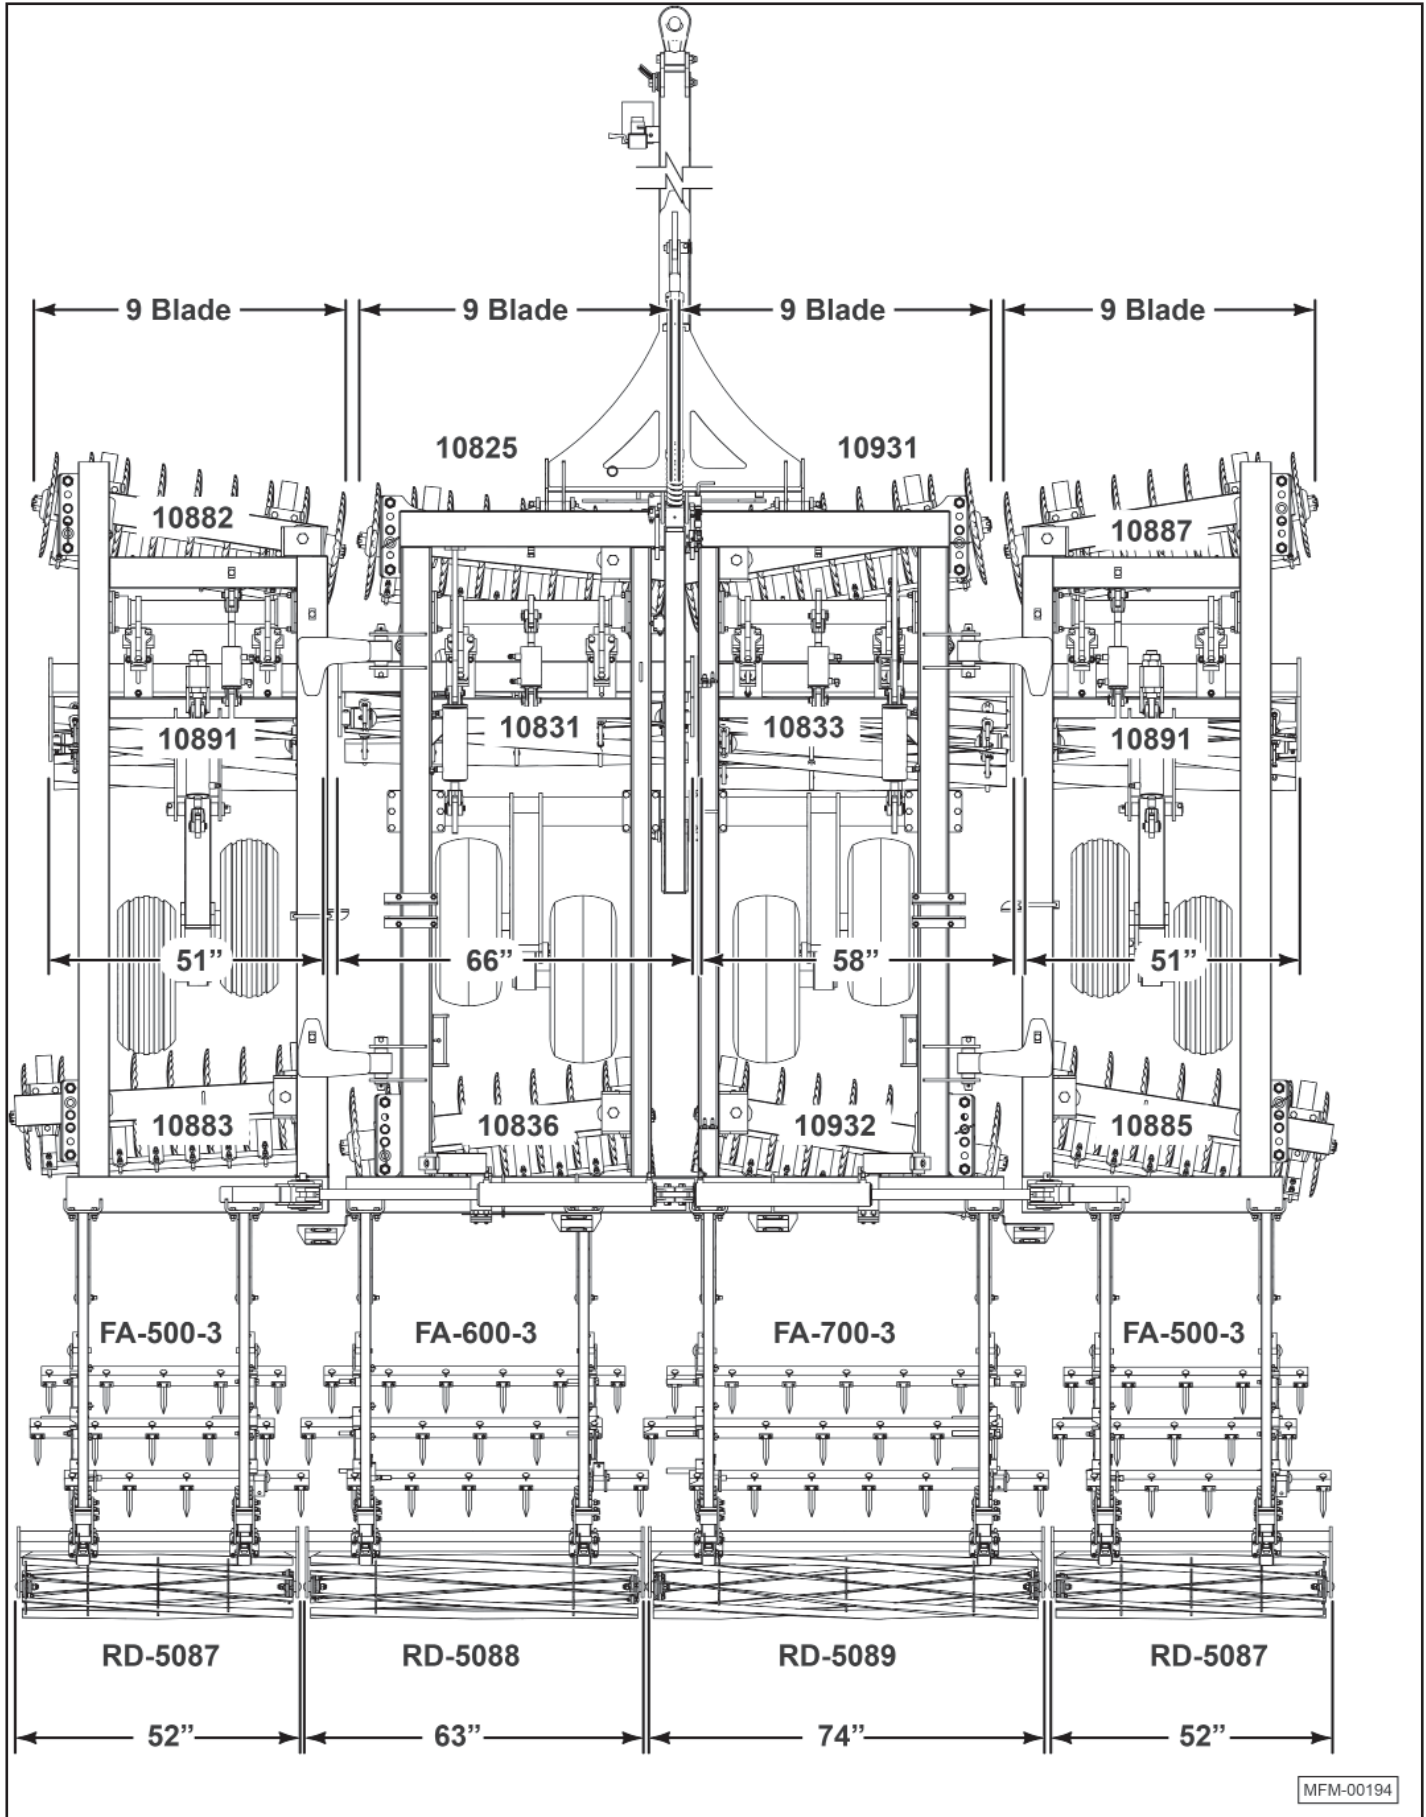 9 Blade 9 Blade 9 Blade 9 Blade
10825 10931
10882 10887
10891 10831 10833 10891
51” 66” 58” 51”
10883 10836 10932 10885
FA-500-3 FA-600-3 FA-700-3 FA-500-3
RD-5087 RD-5088 RD-5089 RD-5087
52” 63” 74” 52”
MFM-00194